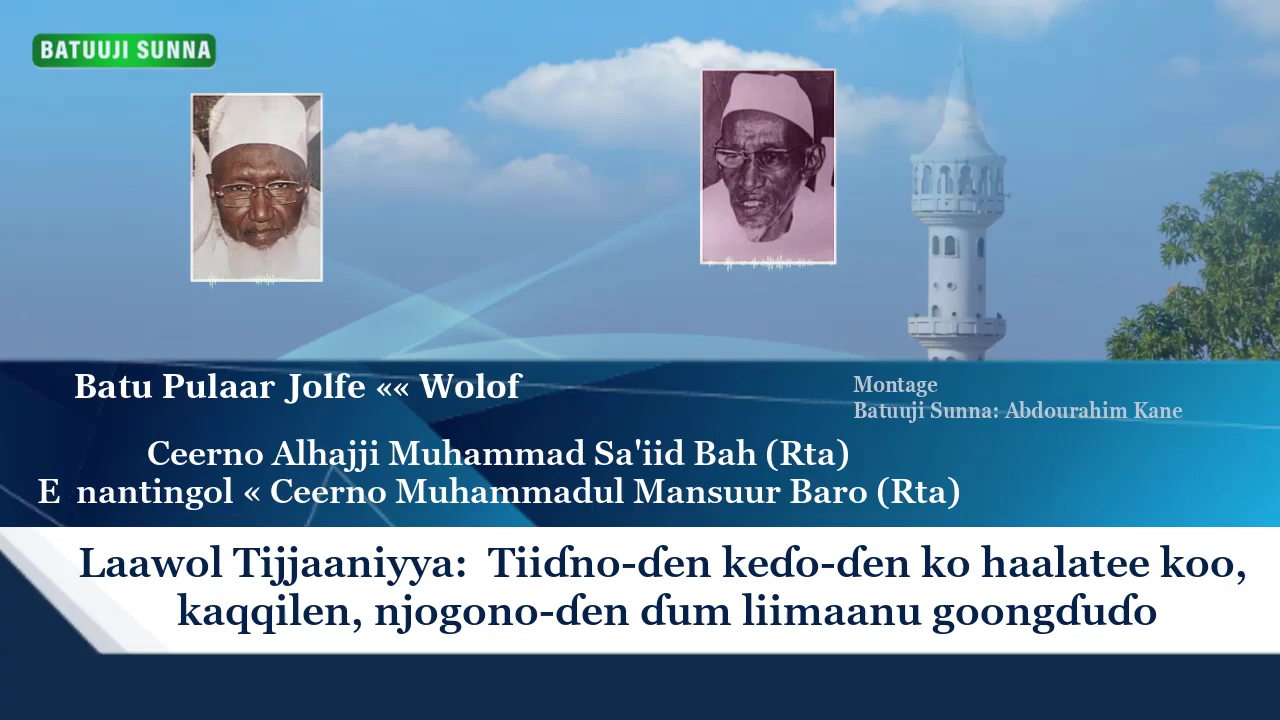 BATUUJI SUNNA
Batu Pulaar Jolfe «« Wolof
Montage
Batuuji Sunna: Abdourahim Kane
Ceerno Alhajji Muhammad Sa'iid Bah (Rta)
E nantingol « Ceerno Muhammadul Mansuur Baro (Rta)
Laawol Tijjaaniyya: Tiiɗno-ɗen keɗo-ɗen ko haalatee koo,
kaqqilen, njogono-ɗen ɗum liimaanu goongɗuɗo